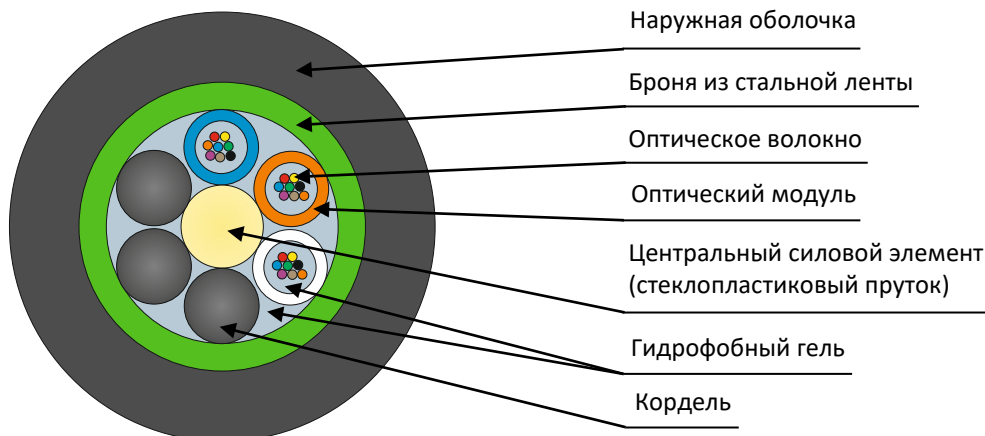 Наружная оболочка
Броня из стальной ленты
Оптическое волокно
Оптический модуль
Центральный силовой элемент
(стеклопластиковый пруток)
Гидрофобный гель
Кордель